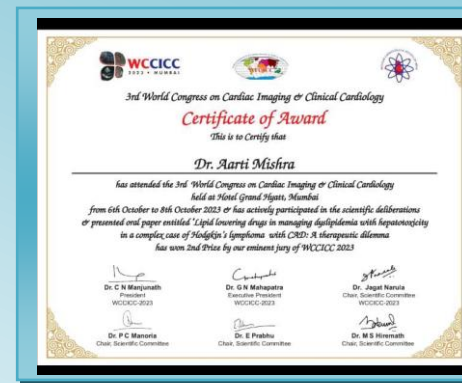 WCCICC
2023 • MUMBAI
3rd World Congress on Cardiac Imaging & Clinical Cardiology
Certificate of Award
This is to Certify that
Dr. Aarti Mishra
has attended the 3rd World Congress on Cardiac Imaging & Clinical Cardiology
held at Hotel Grand Hyatt, Mumbai
from 6th October to 8th October 2023 & has actively participated in the scientific deliberations
& presented oral paper entitled 'Lipid lowering drugs in managing dyslipidemia with hepatotoxicity
in a complex case of Hodgkin's lymphoma with CAD: A therapeutic dilemma
has won 2nd Prize by our eminent jury of WCCICC 2023
Dr. C N Manjunath
President
WCCICC-2023
Dr. G N Mahapatra
Executive President
WCCICC-2023
Dr. Jagat Narula
Chair, Scientific Committee
WCCICC-2023
Dr. P C Manoria
Chair, Scientific Committee
Dr. E Prabhu
Chair, Scientific Committee
Dr. M S Hiremath
Chair, Scientific Committee